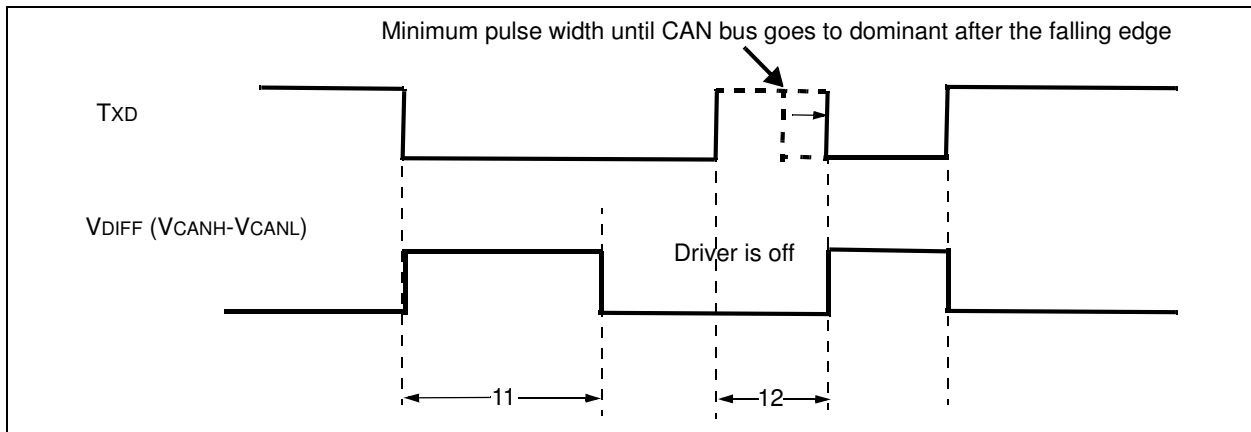 Minimum pulse width until CAN bus goes to dominant after the falling edge
TXD
VDIFF (VCANH-VCANL)
Driver is off
11
12